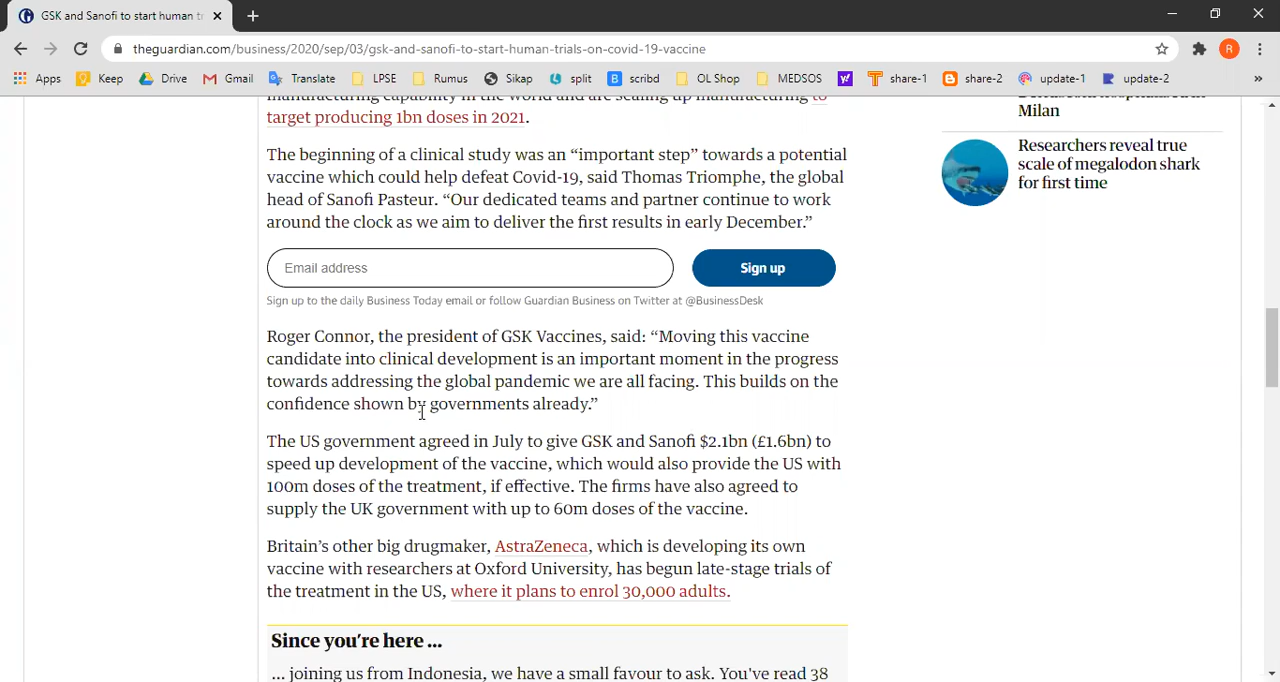 GSK and Sanofi to start human t
theguardian.com/business/2020/sep/03/gsk-and-sanofi-to-start-human-trials-on-covid-19-vaccine
R
Apps Keep Drive Gmail Translate LPSE Rumus Sikap split scribd OL Shop MEDSOS share-1 share-2 update-1 update-2 »
manufacturing capability in the world and are scaling up manufacturing to
target producing 1bn doses in 2021.
The beginning of a clinical study was an “important step” towards a potential
vaccine which could help defeat Covid-19, said Thomas Triomphe, the global
head of Sanofi Pasteur. “Our dedicated teams and partner continue to work
around the clock as we aim to deliver the first results in early December.”
Email address
Sign up
Sign up to the daily Business Today email or follow Guardian Business on Twitter at @BusinessDesk
Roger Connor, the president of GSK Vaccines, said: “Moving this vaccine
candidate into clinical development is an important moment in the progress
towards addressing the global pandemic we are all facing. This builds on the
confidence shown by governments already.”
The US government agreed in July to give GSK and Sanofi $2.1bn (£1.6bn) to
speed up development of the vaccine, which would also provide the US with
100m doses of the treatment, if effective. The firms have also agreed to
supply the UK government with up to 60m doses of the vaccine.
Britain’s other big drugmaker, AstraZeneca, which is developing its own
vaccine with researchers at Oxford University, has begun late-stage trials of
the treatment in the US, where it plans to enrol 30,000 adults.
Since you’re here ...
... joining us from Indonesia, we have a small favour to ask. You've read 38
Milan
Researchers reveal true
scale of megalodon shark
for first time